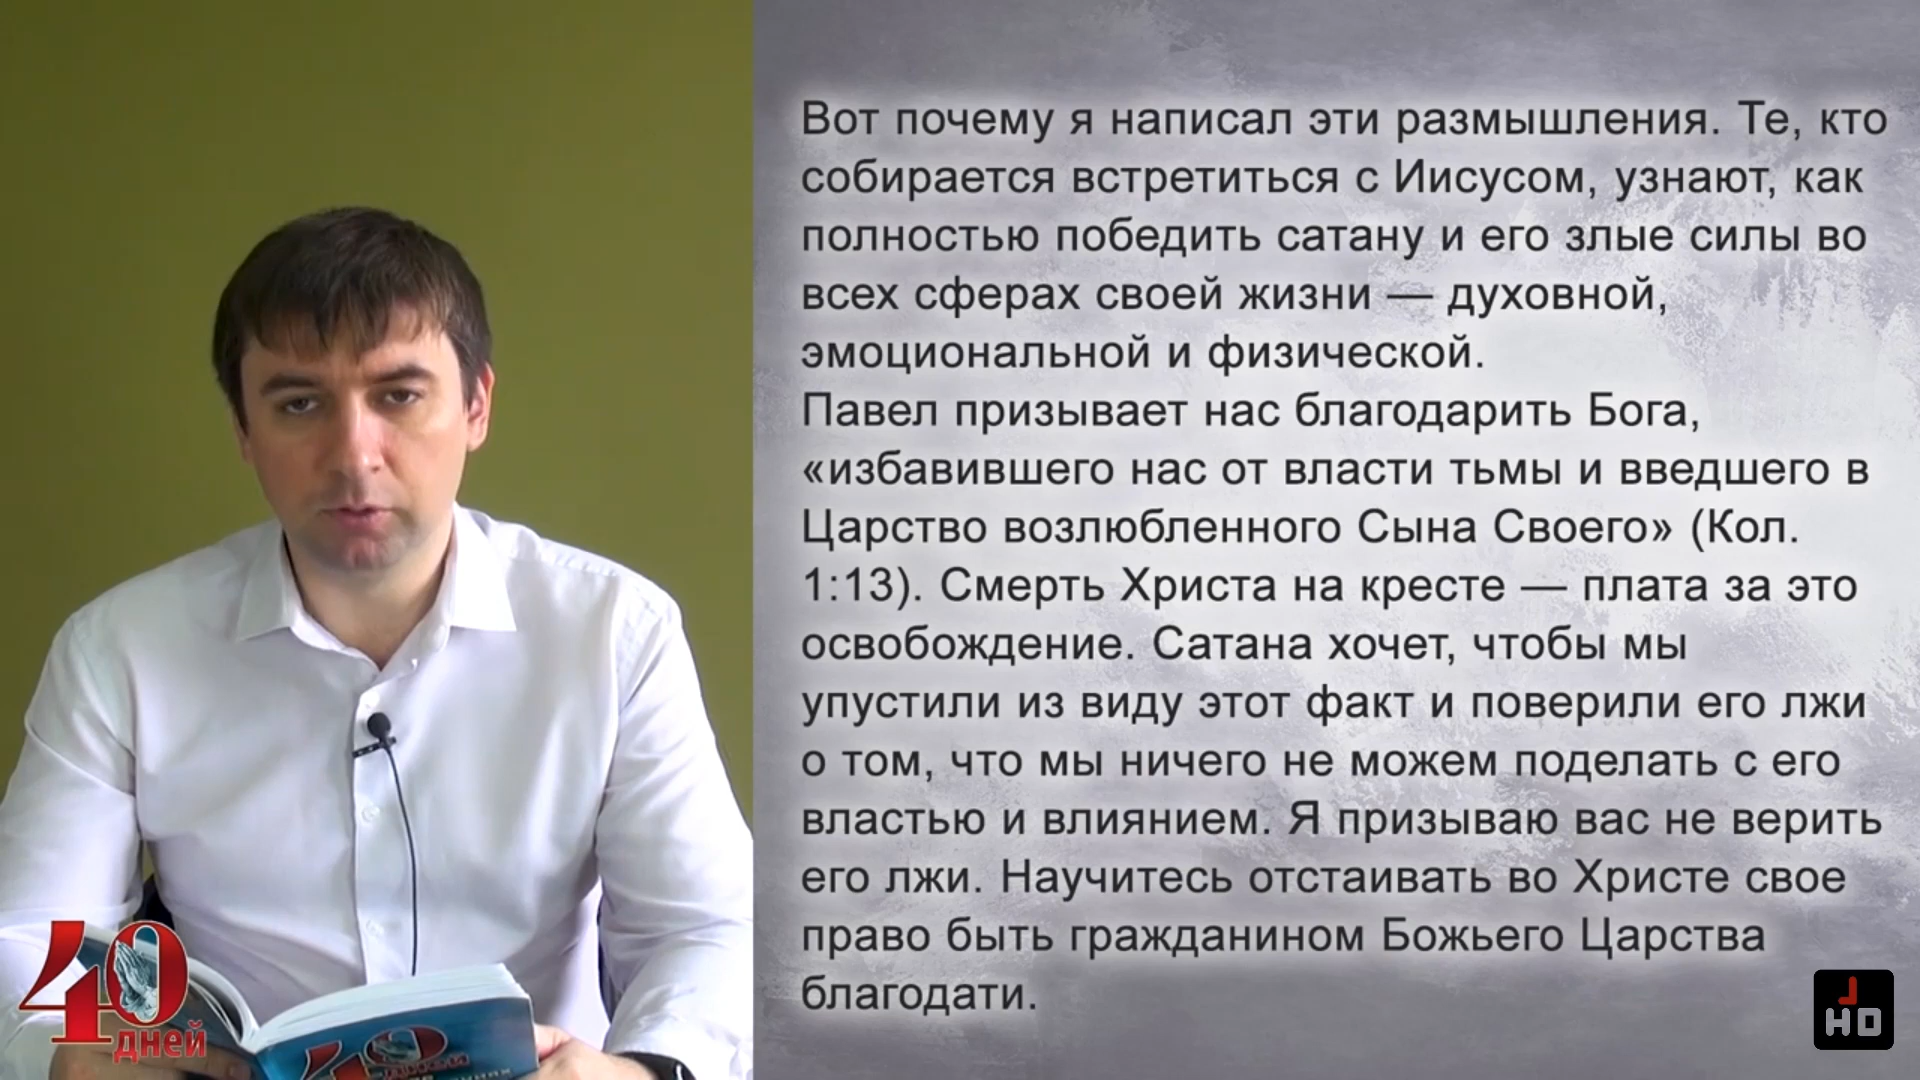 Вот почему я написал эти размышления. Те, кто
собирается встретиться с Иисусом, узнают, как
полностью победить сатану и его злые силы во
всех сферах своей жизни — духовной,
эмоциональной и физической.
Павел призывает нас благодарить Бога,
«избавившего нас от власти тьмы и введшего в
Царство возлюбленного Сына Своего» (Кол.
1:13). Смерть Христа на кресте — плата за это
освобождение. Сатана хочет, чтобы мы
упустили из виду этот факт и поверили его лжи
о том, что мы ничего не можем поделать с его
властью и влиянием. Я призываю вас не верить
его лжи. Научитесь отстаивать во Христе свое
право быть гражданином Божьего Царства
благодати.
40
дней
40
дней